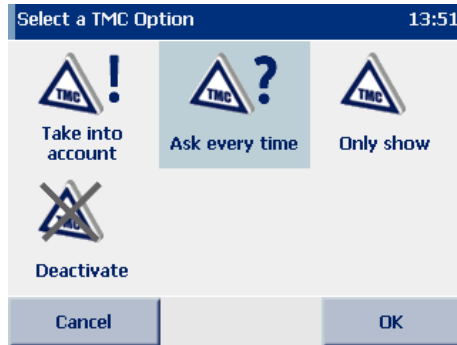 Select a TMC Option 13:51
TMC ! TMC ? TMC
Take into
account
Ask every time
Only show
TMC
Deactivate
Cancel OK